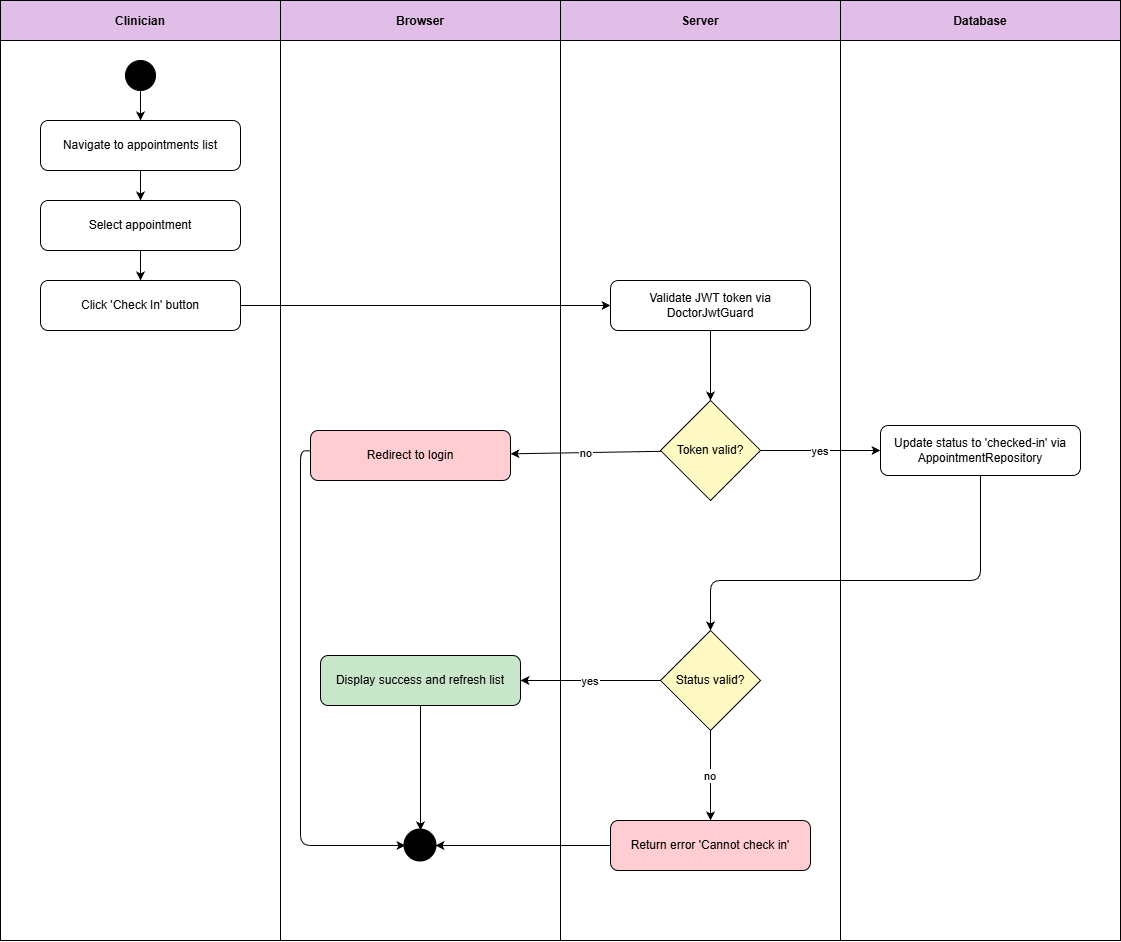 Clinician
Browser
Server
Database
Navigate to appointments list
Select appointment
Click 'Check In' button
Validate JWT token via
DoctorJwtGuard
Token valid?
no
yes
Redirect to login
Update status to 'checked-in' via
AppointmentRepository
Status valid?
yes
no
Display success and refresh list
Return error 'Cannot check in'